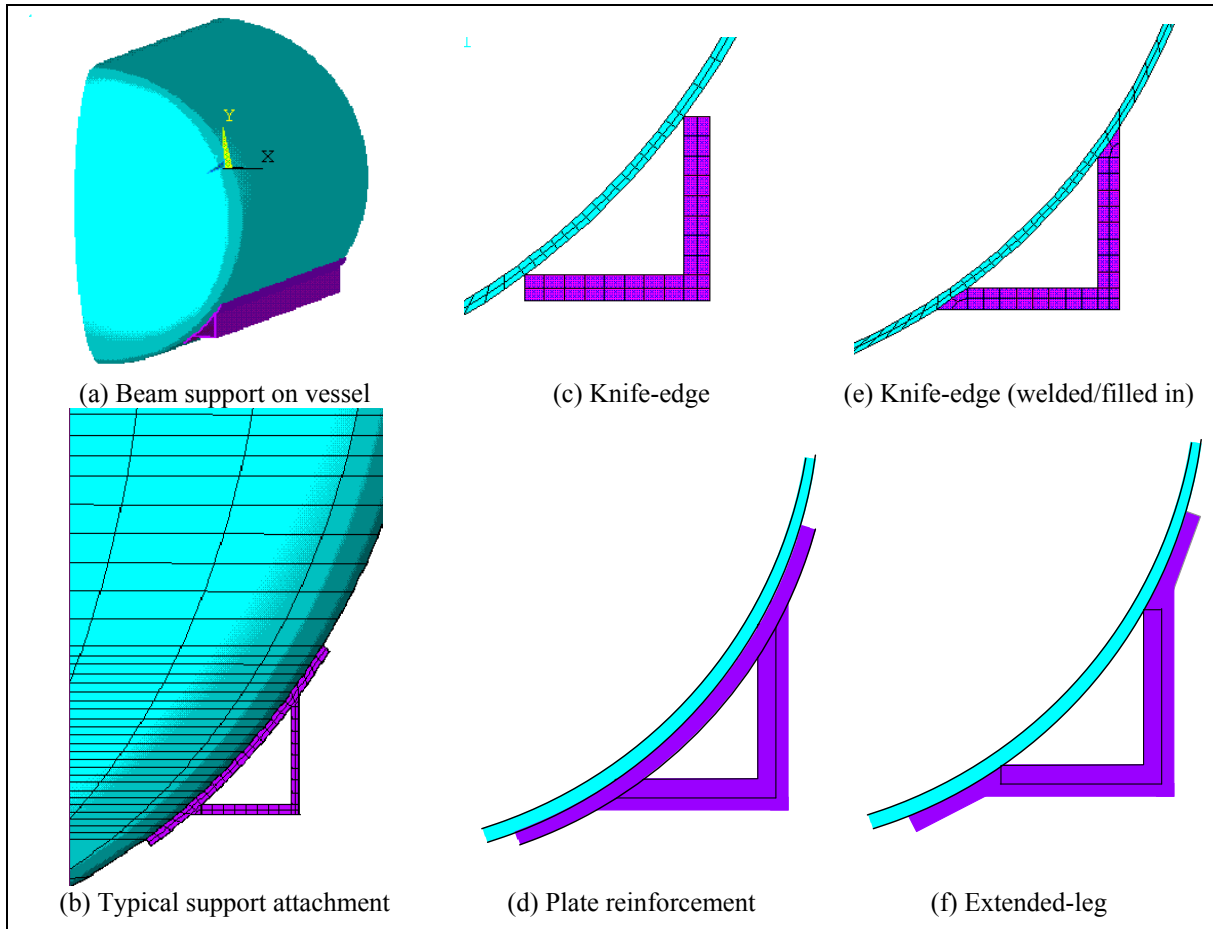 Y
X
(a) Beam support on vessel
(c) Knife-edge
(e) Knife-edge (welded/filled in)
(b) Typical support attachment
(d) Plate reinforcement
(f) Extended-leg